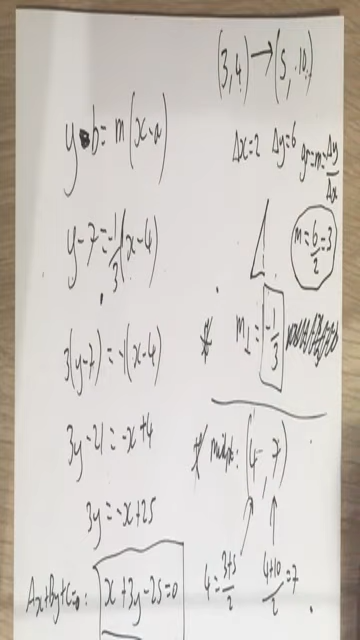 (3,4) → (5,10)
Δx=2 Δy=6 gr=m=Δy/Δx
m=6/2=3
m⊥=-1/3
midpt: (4, 7)
4=3+5/2 4+10/2=7
y-b=m(x-a)
y-7=-1/3(x-4)
3(y-7)=-1(x-4)
3y-21=-x+4
3y=-x+25
Ax+By+C=0: x+3y-25=0